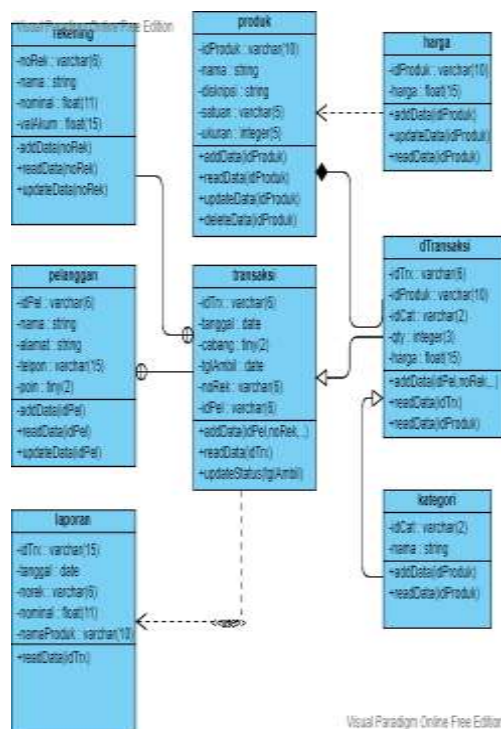 Visual Paradigm Online Free Edition
rekening
-noRek : varchar(6)
-nama : string
-nominal : float(11)
-valAkum : float(15)
+addData(noRek)
+readData(noRek)
+updateData(noRek)
produk
-idProduk : varchar(10)
-nama : string
-diskripsi : string
-satuan : varchar(5)
-ukuran : integer(5)
+addData(idProduk)
+readData(idProduk)
+updateData(idProduk)
+deleteData(idProduk)
harga
-idProduk : varchar(10)
-harga : float(15)
+addData(idProduk)
+updateData(idProduk)
+readData(idProduk)
pelanggan
-idPel : varchar(6)
-nama : string
-alamat : string
-telpon : varchar(15)
-poin : tiny(2)
+addData(idPel)
+readData(idPel)
+updateData(idPel)
transaksi
-idTrx : varchar(6)
-tanggal : date
-cabang : tiny(2)
-tglAmbil : date
-noRek : varchar(6)
-idPel : varchar(6)
+addData(idPel,noRek,..)
+readData(idTrx)
+updateStatus(tglAmbil)
dTransaksi
-idTrx : varchar(6)
-idProduk : varchar(10)
-idCat : varchar(2)
-qty : integer(3)
-harga : float(15)
+addData(idPel,noRek,..)
+readData(idTrx)
+readData(idProduk)
laporan
-idTrx : varchar(15)
-tanggal : date
-norek : varchar(6)
-nominal : float(11)
-namaProduk : varchar(10)
+readData(idTrx)
<<use>>
kategori
-idCat : varchar(2)
-nama : string
+addData(idProduk)
+readData(idProduk)
Visual Paradigm Online Free Edition